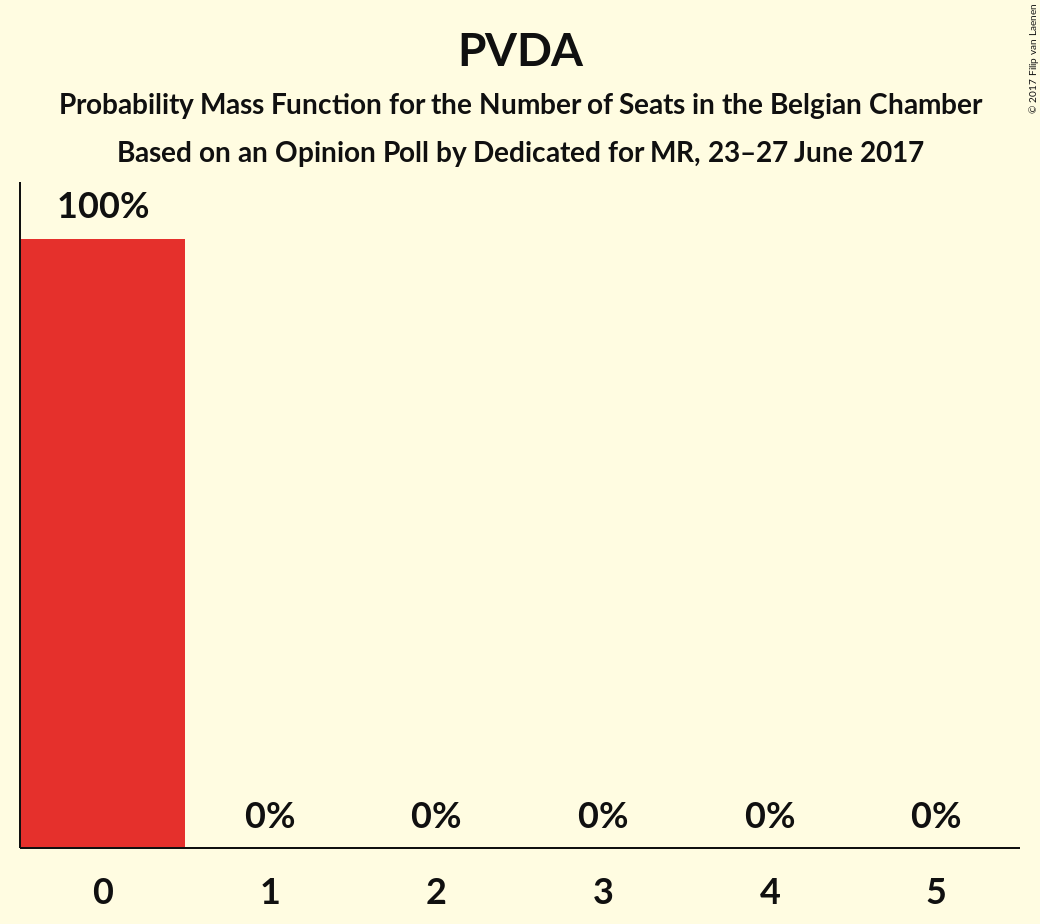 PVDA
Probability Mass Function for the Number of Seats in the Belgian Chamber
Based on an Opinion Poll by Dedicated for MR, 23–27 June 2017
© 2017 Filip van Laenen
100%
0% 0% 0% 0% 0%
0 1 2 3 4 5